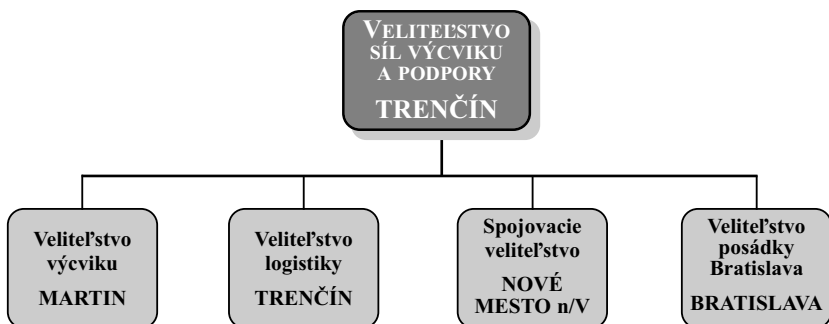 VELITEĽSTVO
SÍL VÝCVIKU
A PODPORY
TRENČÍN
Veliteľstvo
výcviku
MARTIN
Veliteľstvo
logistiky
TRENČÍN
Spojovacie
veliteľstvo
NOVÉ
MESTO n/V
Veliteľstvo
posádky
Bratislava
BRATISLAVA